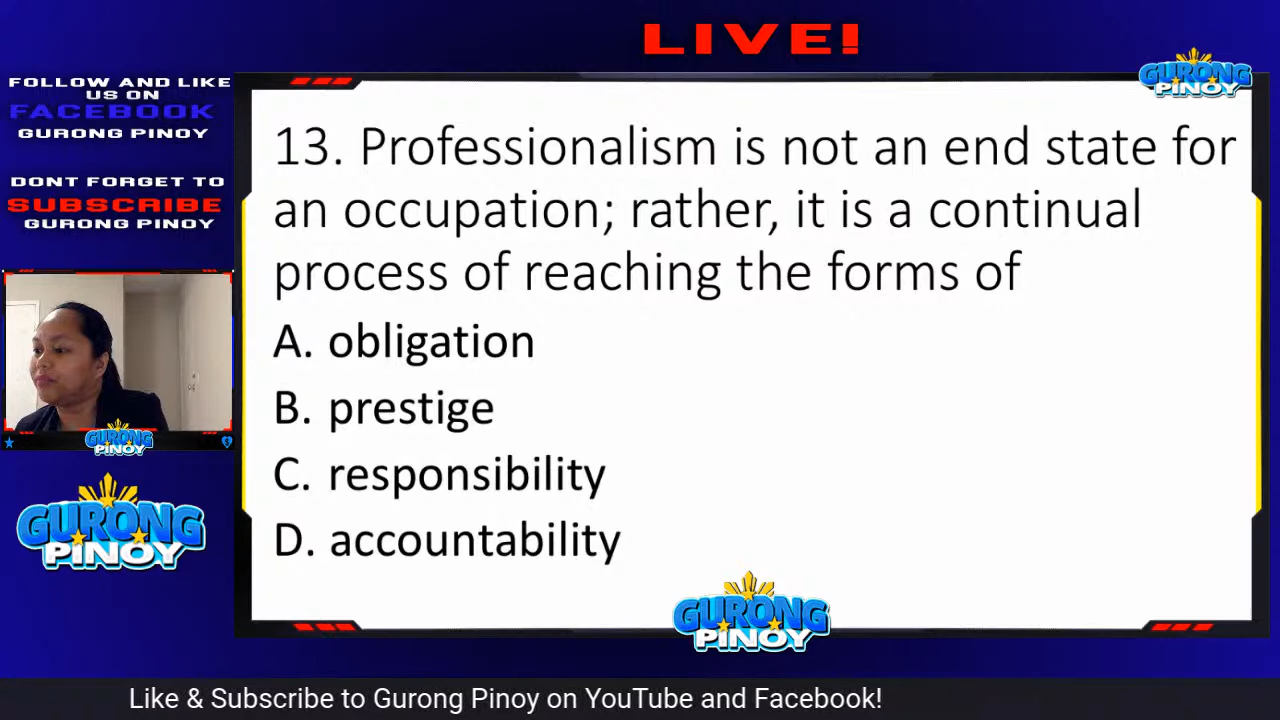 LIVE!
FOLLOW AND LIKE
US ON
FACEBOOK
GURONG PINOY
DONT FORGET TO
SUBSCRIBE
GURONG PINOY
GURONG
PINOY
13. Professionalism is not an end state for
an occupation; rather, it is a continual
process of reaching the forms of
A. obligation
B. prestige
C. responsibility
D. accountability
GURONG
PINOY
GURONG
PINOY
GURONG
PINOY
Like & Subscribe to Gurong Pinoy on YouTube and Facebook!